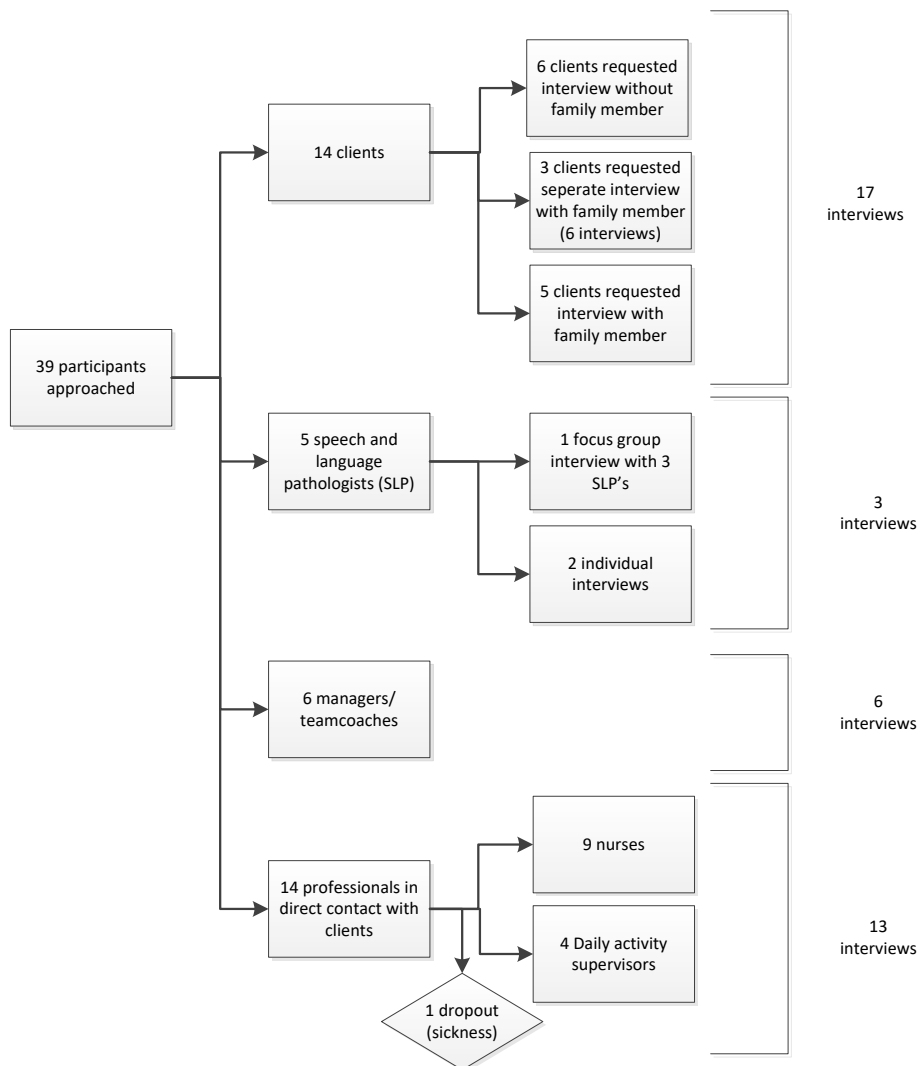 39 participants
approached
14 clients
6 clients requested
interview without
family member
3 clients requested
seperate interview
with family member
(6 interviews)
5 clients requested
interview with
family member
17
interviews
5 speech and
language
pathologists (SLP)
1 focus group
interview with 3
SLP's
2 individual
interviews
3
interviews
6 managers/
teamcoaches
6
interviews
14 professionals in
direct contact with
clients
9 nurses
4 Daily activity
supervisors
1 dropout
(sickness)
13
interviews